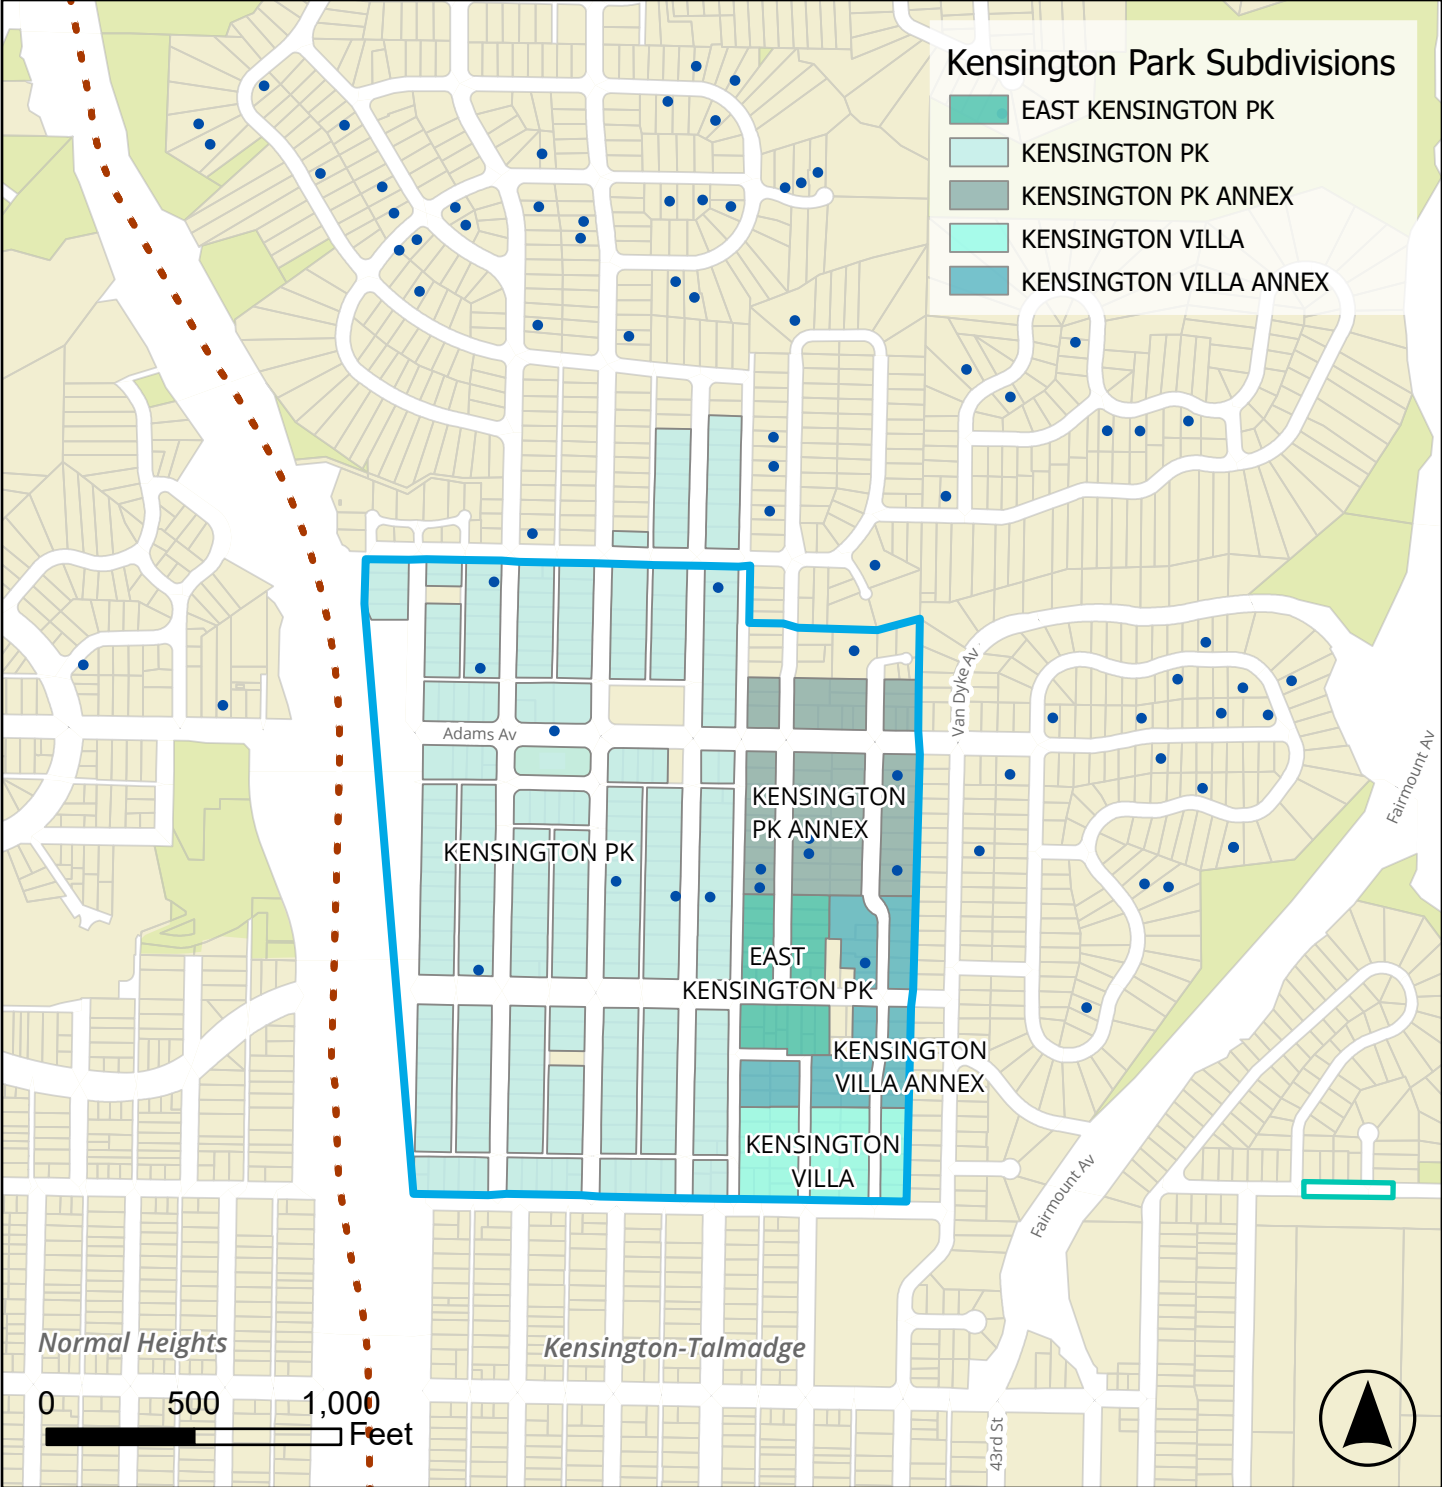 Kensington Park Subdivisions
EAST KENSINGTON PK
KENSINGTON PK
KENSINGTON PK ANNEX
KENSINGTON VILLA
KENSINGTON VILLA ANNEX
Van Dyke Av
Adams Av
Fairmount Av
KENSINGTON
PK ANNEX
KENSINGTON PK
EAST
KENSINGTON PK
KENSINGTON
VILLA ANNEX
KENSINGTON
VILLA
Fairmount Av
Normal Heights
Kensington-Talmadge
0 500 1,000
Feet
43rd St